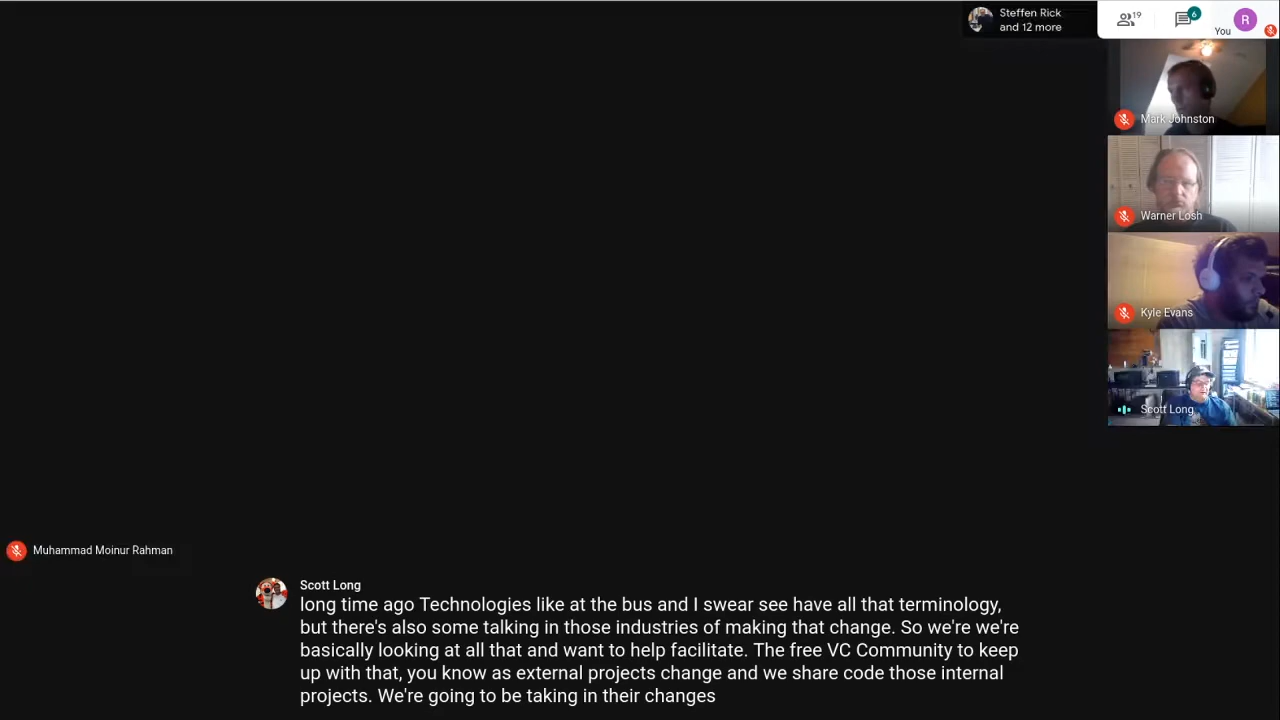 Steffen Rick
and 12 more
19
6
You
R
Mark Johnston
Warner Losh
Kyle Evans
Scott Long
Muhammad Moinur Rahman
Scott Long
long time ago Technologies like at the bus and I swear see have all that terminology,
but there's also some talking in those industries of making that change. So we're we're
basically looking at all that and want to help facilitate. The free VC Community to keep
up with that, you know as external projects change and we share code those internal
projects. We're going to be taking in their changes